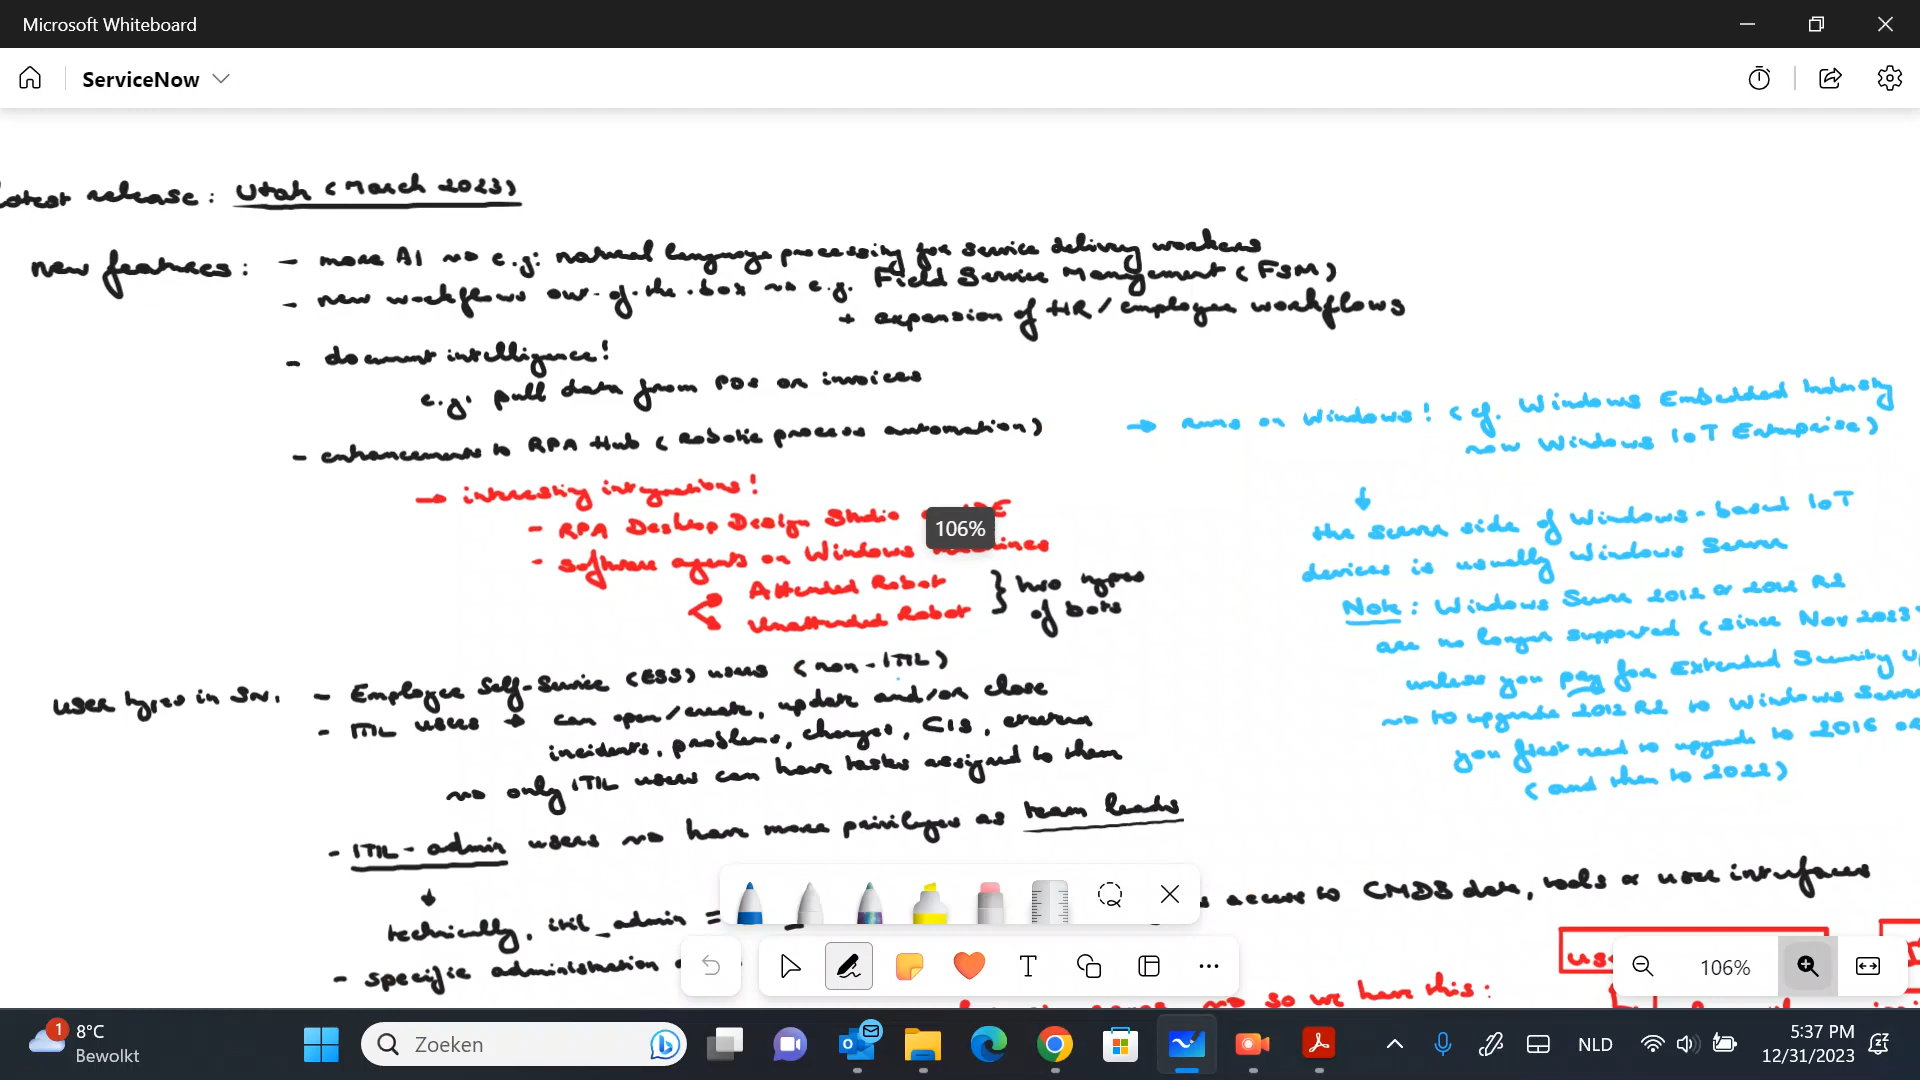 Microsoft Whiteboard
ServiceNow
Latest release: Utah (March 2023)
New features:
- more AI ~> e.g: natural language processing for service delivery workers
- new workflows out-of-the-box ~> e.g. Field Service Management (FSM)
+ expansion of HR/employee workflows
- document intelligence!
e.g. pull data from PDF or invoices
- enhancements to RPA Hub (Robotic process automation)
→ interesting integrations!
- RPA Desktop Design Studio
- software agents on Windows machines
Attended Robot
Unattended Robot
} two types
of bots
106%
→ runs on Windows! (cf. Windows Embedded Industry
now Windows IoT Enterprise)
↓
the server side of Windows-based IoT
devices is usually Windows Server
Note: Windows Server 2012 or 2012 R2
are no longer supported (since Nov 2023
unless you pay for Extended Security Up
~> to upgrade 2012 R2 to Windows Server
you first need to upgrade to 2016 or
(and then to 2022)
user types in SN:
- Employee Self-Service (ESS) users (non-ITIL)
- ITIL users → can open/create, update and/or close
incidents, problems, changes, CIs, etcetera
~> only ITIL users can have tasks assigned to them
- ITIL-admin users ~> have more privileges as team leads
↓
technically, itil_admin =
access to CMDB data, tools or user interfaces
- specific administration
us
~> so we have this:
106%
1
8°C
Bewolkt
Zoeken
NLD
5:37 PM
12/31/2023